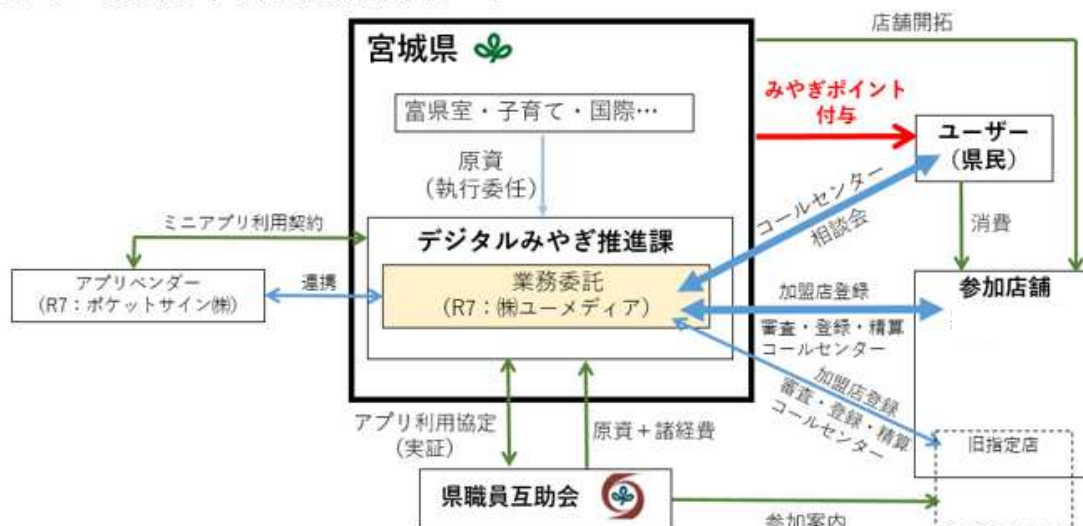 宮城県
店舗開拓
富県室・子育て・国際…
みやぎポイント
付与
ユーザー
(県民)
原資
(執行委任)
コールセンター
相談会
消費
ミニアプリ利用契約
デジタルみやぎ推進課
アプリベンダー
(R7：ポケットサイン㈱)
連携
業務委託
(R7：㈱ユーメディア)
加盟店登録
参加店舗
審査・登録・精算
コールセンター
加盟店登録
審査・登録・精算
コールセンター
アプリ利用協定
(実証)
原資＋諸経費
旧指定店
県職員互助会
参加案内